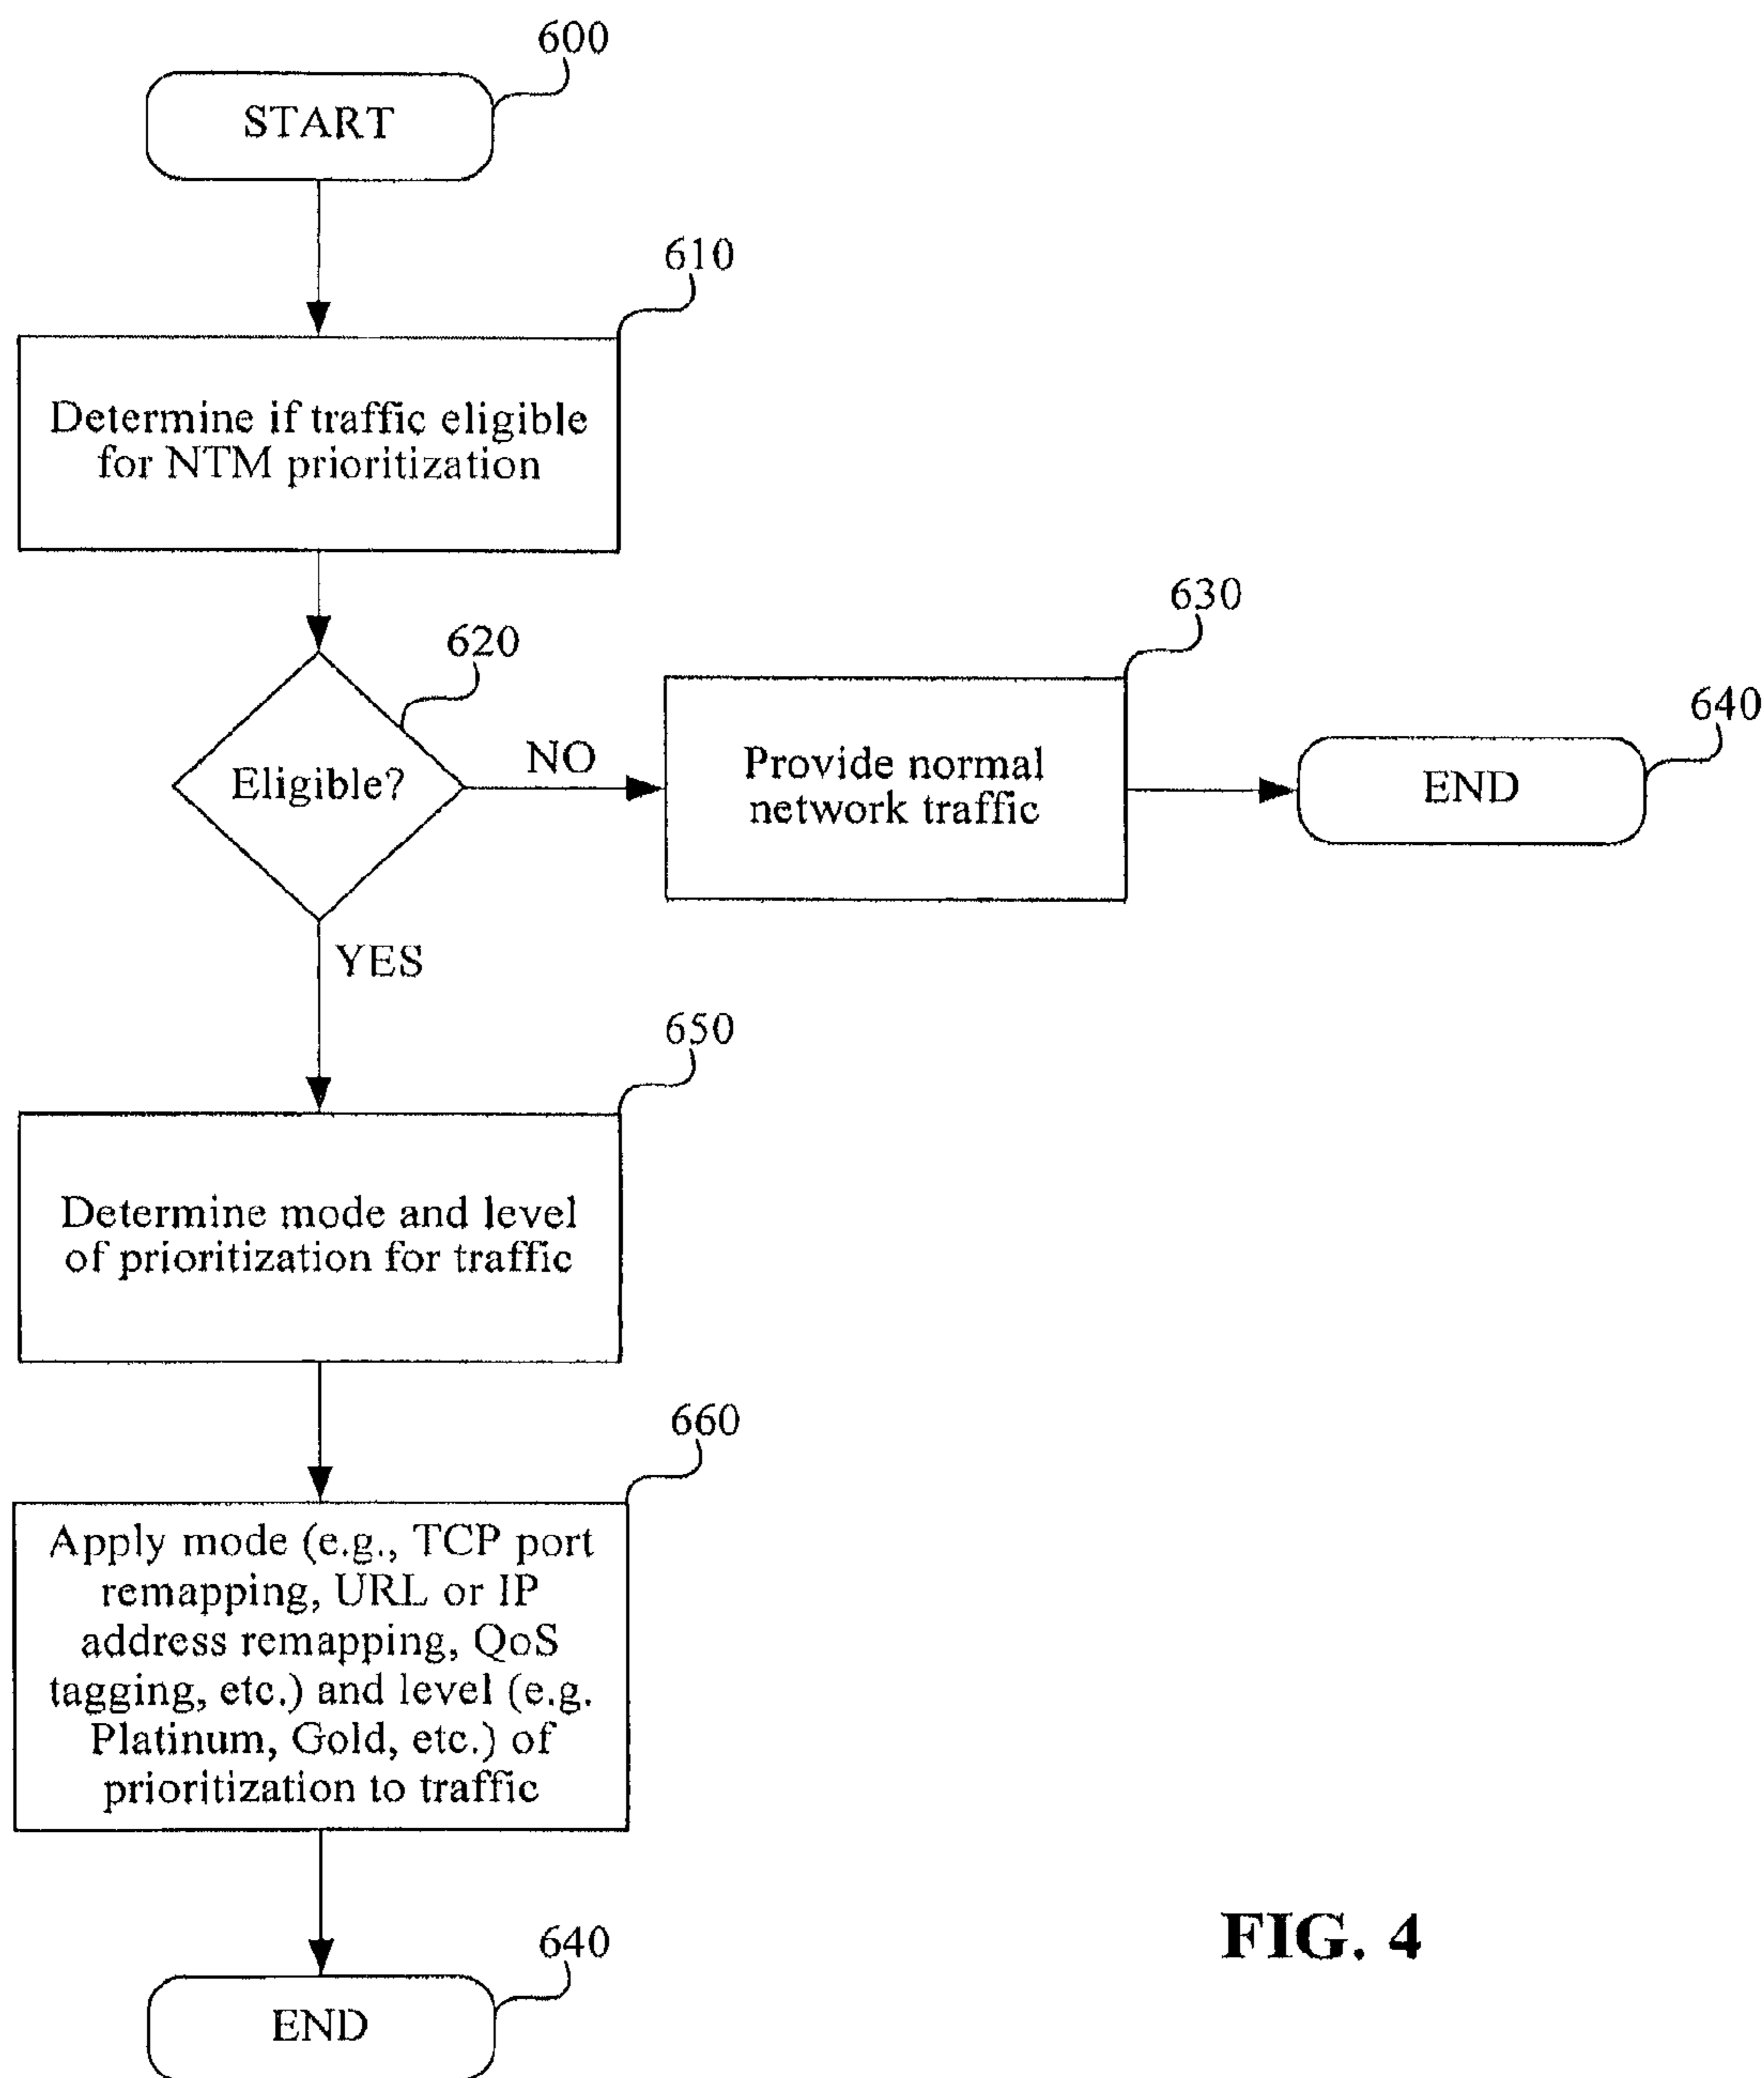 600
START
610
Determine if traffic eligible
for NTM prioritization
620
Eligible?
NO
630
Provide normal
network traffic
640
END
YES
650
Determine mode and level
of prioritization for traffic
660
Apply mode (e.g., TCP port
remapping, URL or IP
address remapping, QoS
tagging, etc.) and level (e.g.
Platinum, Gold, etc.) of
prioritization to traffic
640
END
FIG. 4